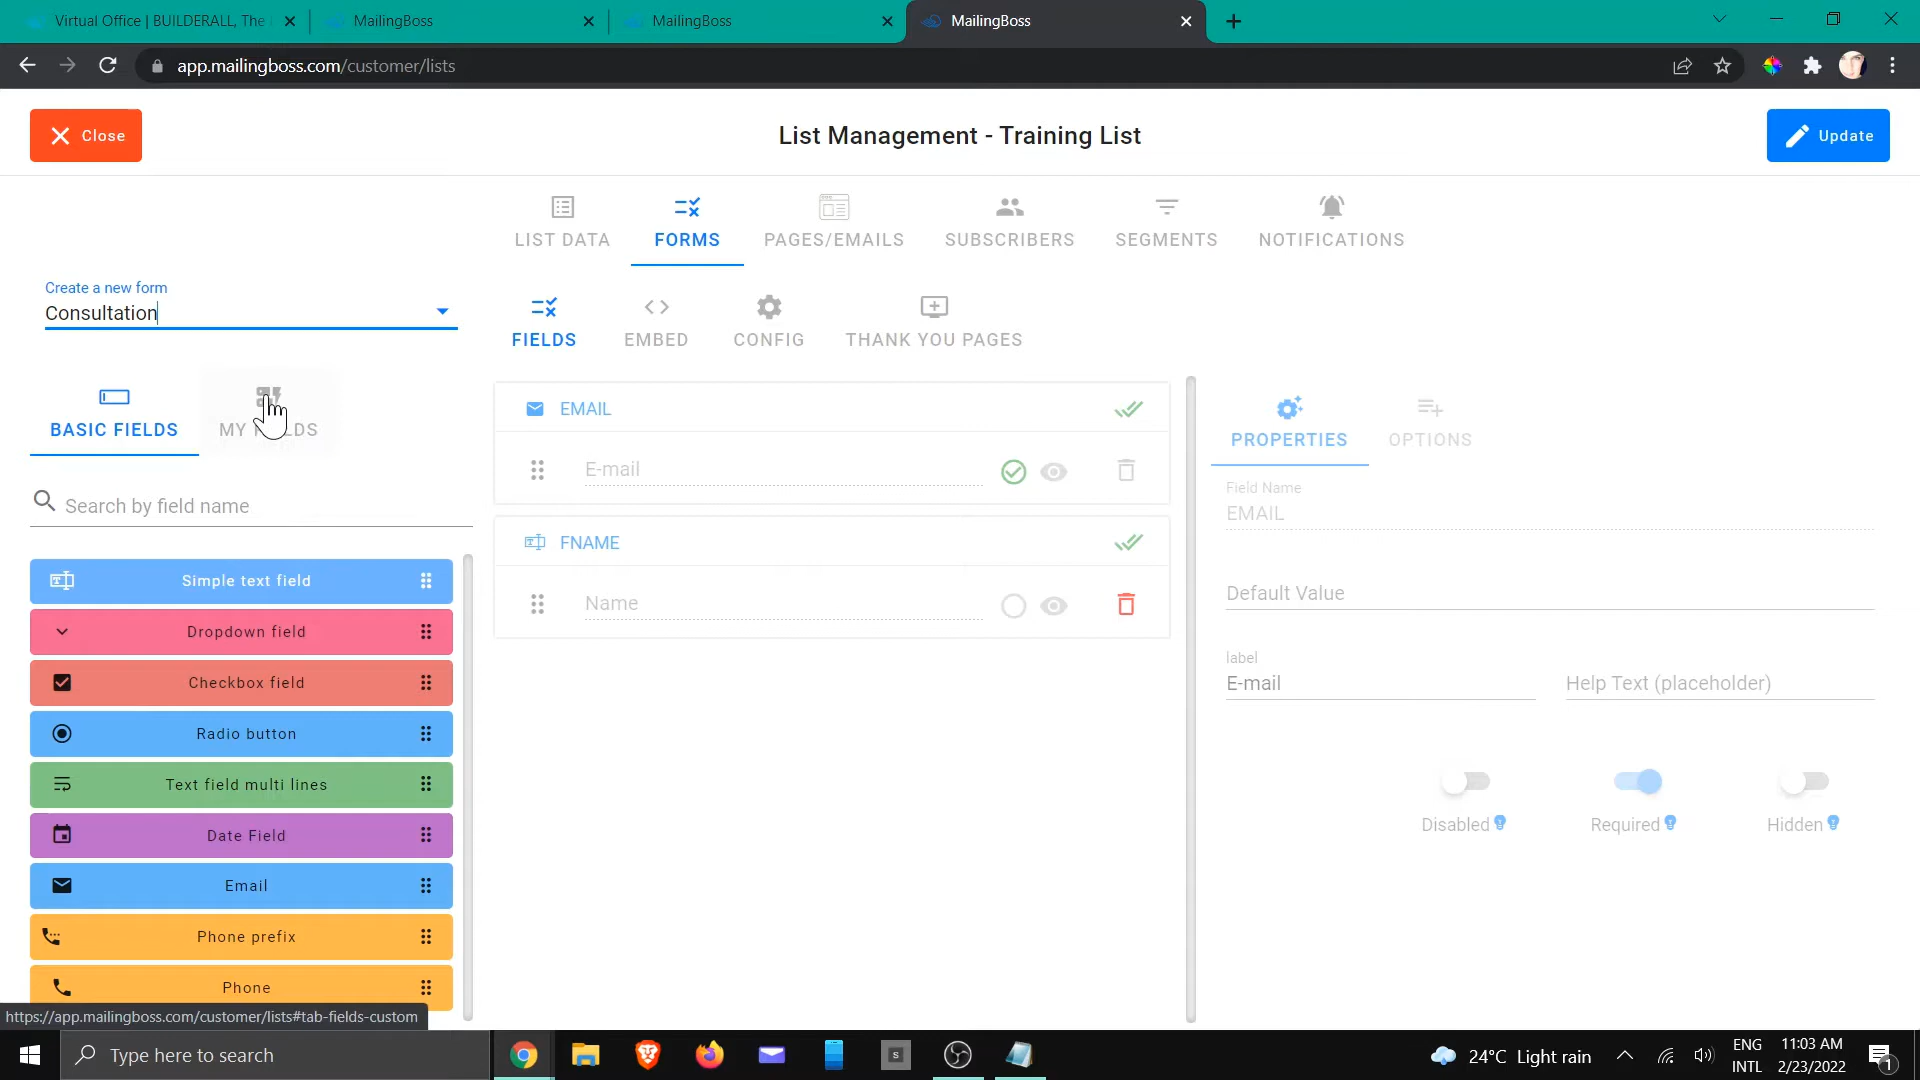 Virtual Office | BUILDERALL, The
MailingBoss
MailingBoss
MailingBoss
app.mailingboss.com/customer/lists
Close
List Management - Training List
Update
LIST DATA
FORMS
PAGES/EMAILS
SUBSCRIBERS
SEGMENTS
NOTIFICATIONS
Create a new form
Consultation
FIELDS
EMBED
CONFIG
THANK YOU PAGES
BASIC FIELDS
MY
Search by field name
Simple text field
Dropdown field
Checkbox field
Radio button
Text field multi lines
Date Field
Email
Phone prefix
Phone
EMAIL
E-mail
FNAME
Name
PROPERTIES
OPTIONS
Field Name
EMAIL
Default Value
label
E-mail
Help Text (placeholder)
Disabled
Required
Hidden
https://app.mailingboss.com/customer/lists#tab-fields-custom
Type here to search
S
24°C Light rain
ENG
INTL
11:03 AM
2/23/2022
1